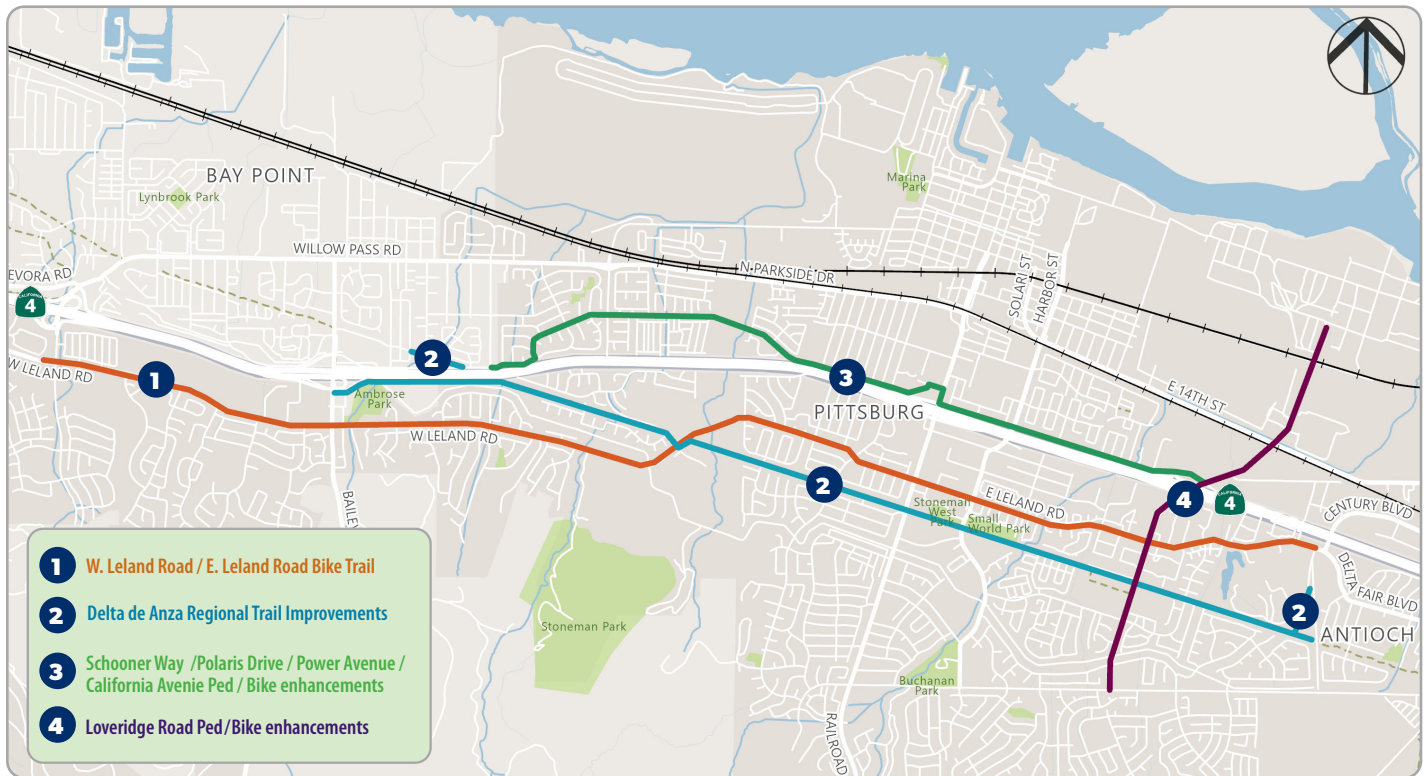 BAY POINT
Lynbrook Park
Marina
Park
WILLOW PASS RD
EVORA RD
N PARKSIDE DR
SOLARI ST
HARBOR ST
CALIFORNIA
4
W LELAND RD
1
2
Ambrose
Park
3
PITTSBURG
E 14TH ST
W LELAND RD
2
4
CALIFORNIA
4
CENTURY BLVD
Stoneman
West
Park
Small
World Park
E LELAND RD
BAILEY
DELTA
FAIR BLVD
2
ANTIOCH
Stoneman Park
Buchanan
Park
RAILROAD
1 W. Leland Road / E. Leland Road Bike Trail
2 Delta de Anza Regional Trail Improvements
3 Schooner Way /Polaris Drive / Power Avenue /
California Avenie Ped / Bike enhancements
4 Loveridge Road Ped/Bike enhancements